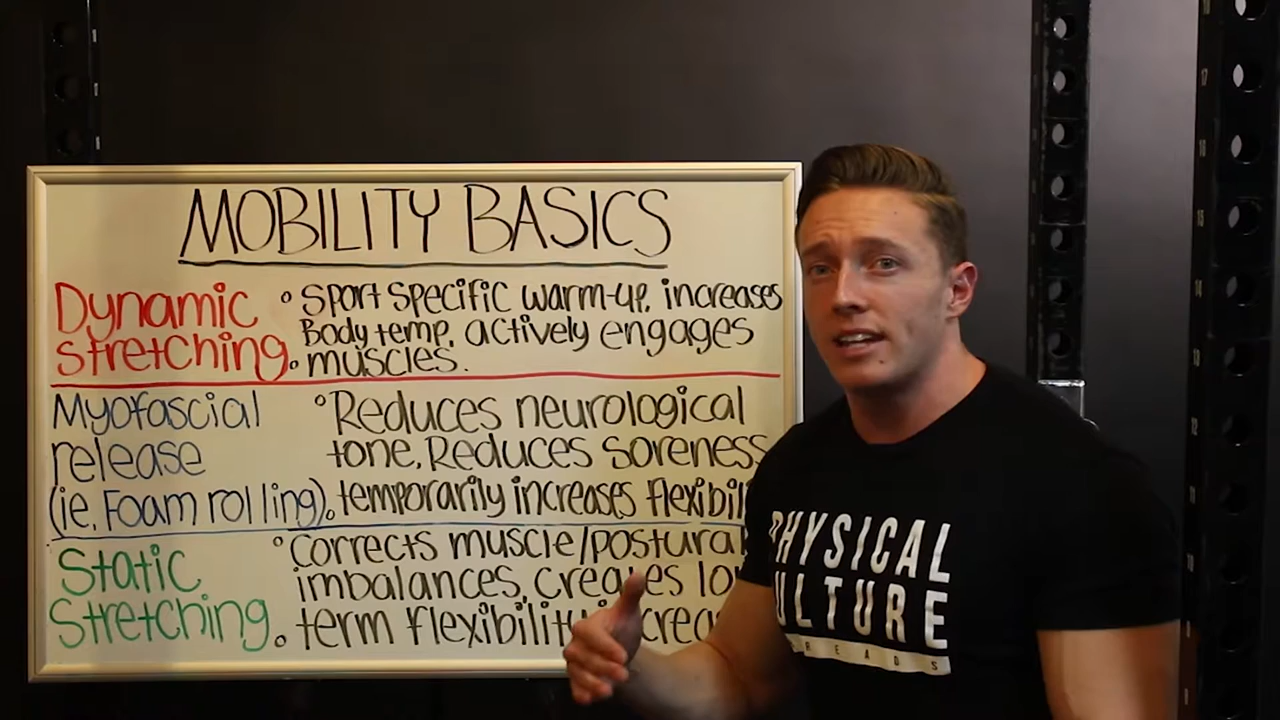 MOBILITY BASICS
Dynamic
Stretching
° Sport Specific warm-up, increases
Body temp, actively engages
muscles.
Myofascial
release
(ie, Foam rolling)
° Reduces neurological
tone, Reduces Soreness
temporarily increases
Static
Stretching
° Corrects muscle/postural
imbalances, creates
term flexibility
PHYSICAL
CULTURE